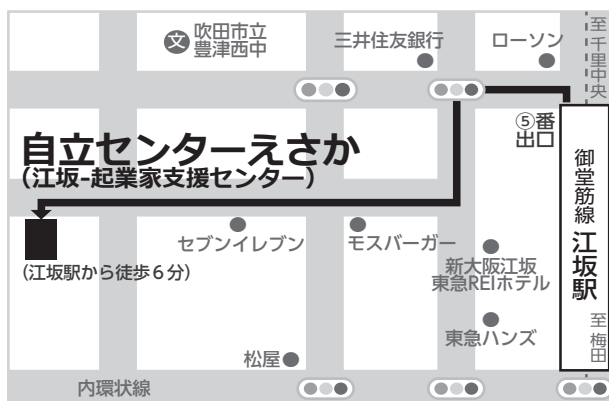 文
吹田市立
豊津西中
三井住友銀行
ローソン
至千里中央
⑤番
出口
自立センターえさか
(江坂-起業家支援センター)
御堂筋線 江坂駅
セブンイレブン
モスバーガー
新大阪江坂
東急REIホテル
(江坂駅から徒歩6分)
東急ハンズ
至 梅田
松屋
内環状線